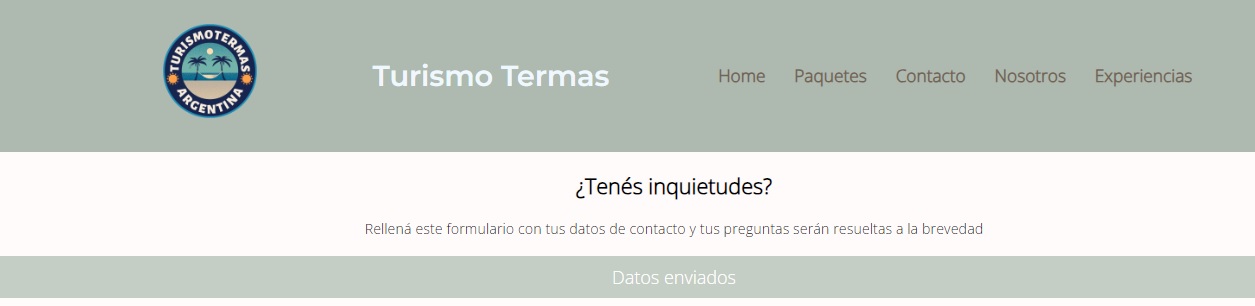 TURISMOTERMAS
ARGENTINA
Turismo Termas
Home Paquetes Contacto Nosotros Experiencias
¿Tenés inquietudes?
Rellená este formulario con tus datos de contacto y tus preguntas serán resueltas a la brevedad
Datos enviados